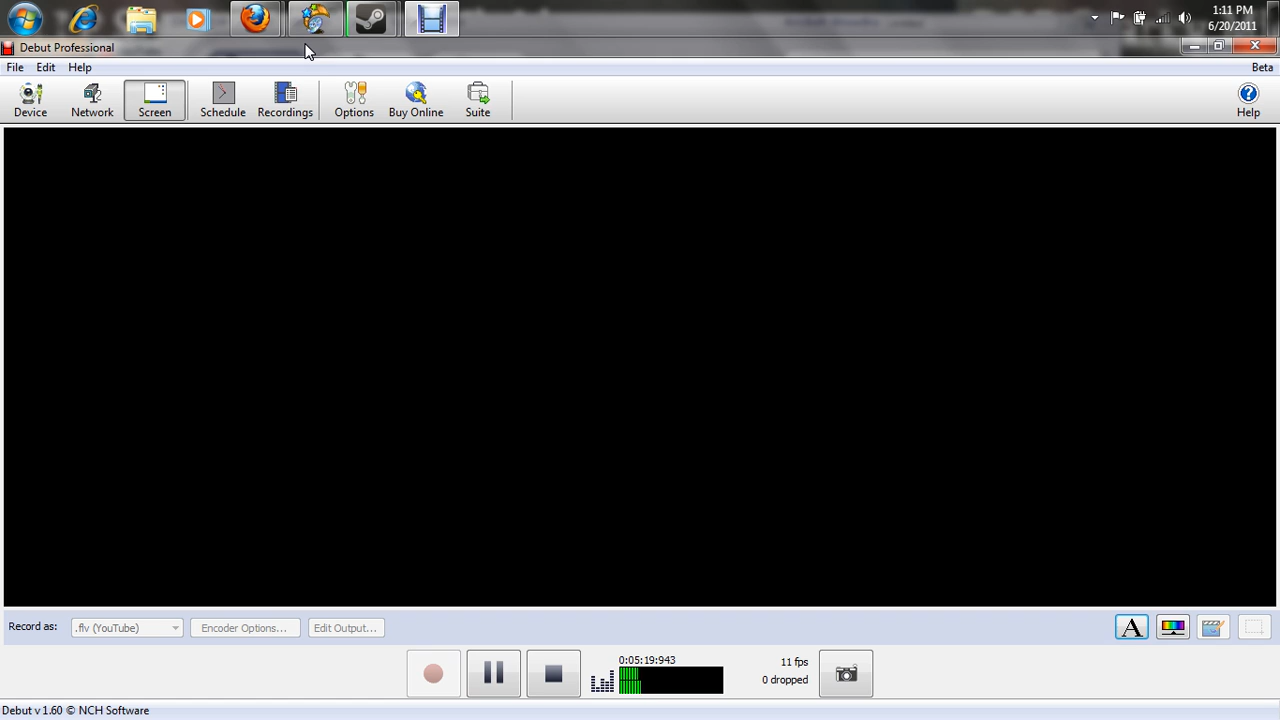 1:11 PM
6/20/2011
Debut Professional
File Edit Help Beta
Device Network Screen Schedule Recordings Options Buy Online Suite Help
Record as: .flv (YouTube) Encoder Options... Edit Output... A
0:05:19:943 11 fps
0 dropped
Debut v 1.60 © NCH Software